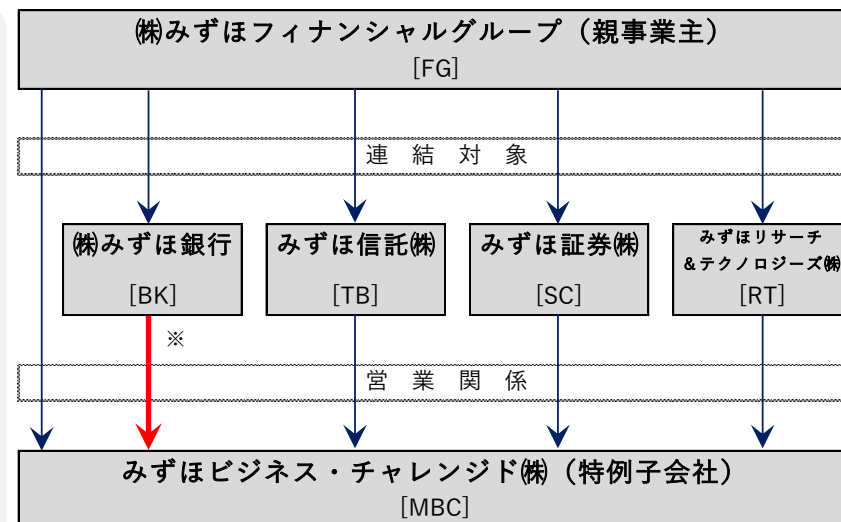 ㈱みずほフィナンシャルグループ（親事業主）
[FG]
連　結　対　象
㈱みずほ銀行
[BK]
みずほ信託㈱
[TB]
みずほ証券㈱
[SC]
みずほリサーチ
＆テクノロジーズ㈱
[RT]
※
営　業　関　係
みずほビジネス・チャレンジド㈱（特例子会社）
[MBC]